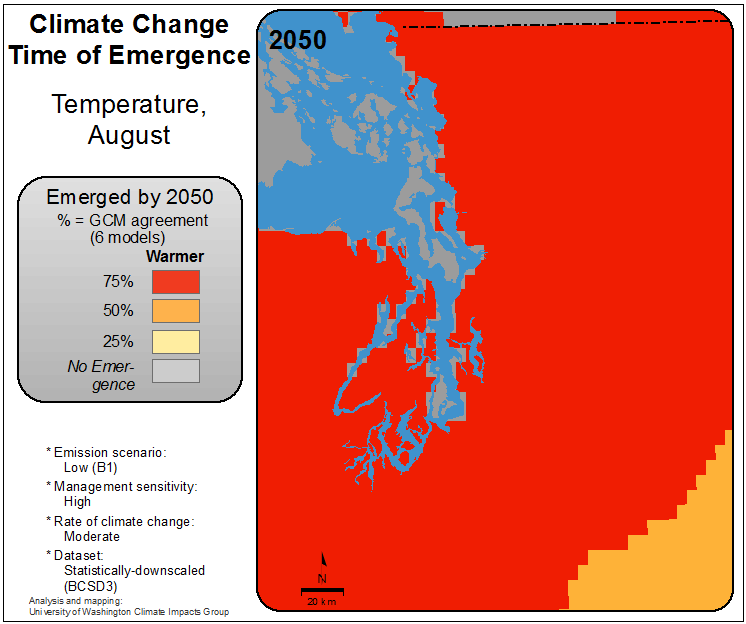 Climate Change
Time of Emergence
Temperature,
August
Emerged by 2050
% = GCM agreement
(6 models)
Warmer
75%
50%
25%
No Emer-
gence
* Emission scenario:
Low (B1)
* Management sensitivity:
High
* Rate of climate change:
Moderate
* Dataset:
Statistically-downscaled
(BCSD3)
Analysis and mapping:
University of Washington Climate Impacts Group
2050
N
20 km